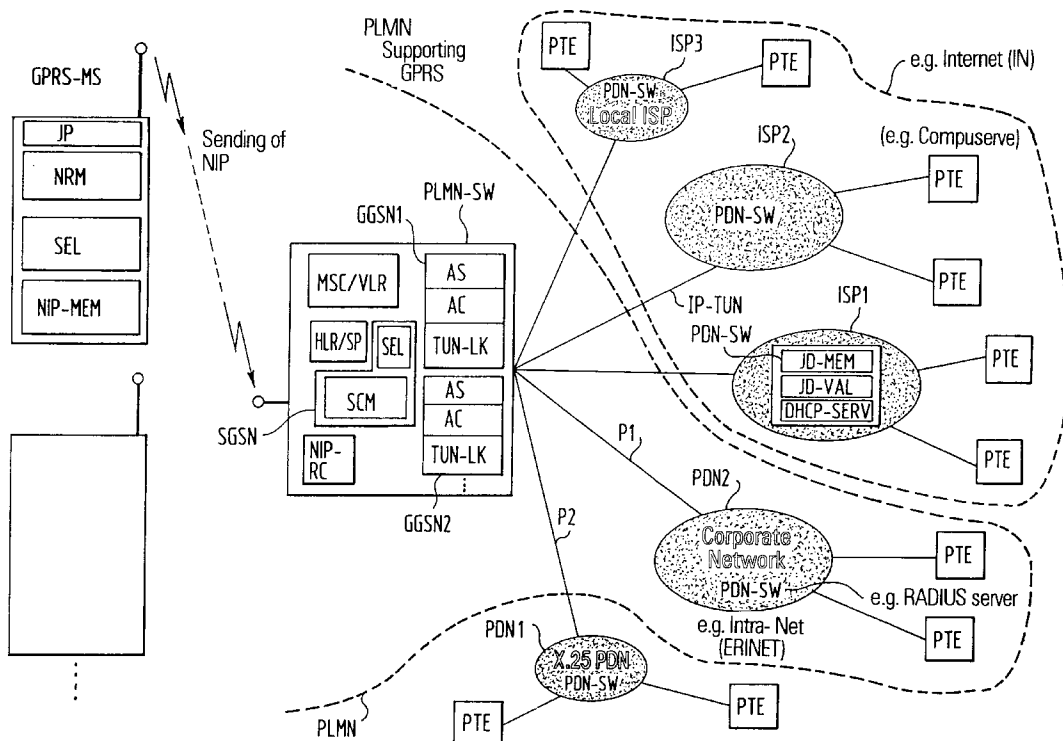 GPRS-MS
JP
NRM
SEL
NIP-MEM
Sending of
NIP
PLMN
Supporting
GPRS
PLMN-SW
GGSN1
MSC/VLR
HLR/SP
SEL
SCM
SGSN
NIP-
RC
AS
AC
TUN-LK
AS
AC
TUN-LK
GGSN2
PTE
ISP3
PTE
PDN-SW
Local ISP
e.g. Internet (IN)
ISP2
(e.g. Compuserve)
PTE
PDN-SW
PTE
IP-TUN
ISP1
PDN-SW
JD-MEM
JD-VAL
DHCP-SERV
PTE
PTE
P1
PDN2
P2
Corporate
Network
PDN-SW
PTE
e.g. RADIUS server
e.g. Intra- Net
(ERINET)
PTE
PDN1
X.25 PDN
PDN-SW
PLMN
PTE
PTE